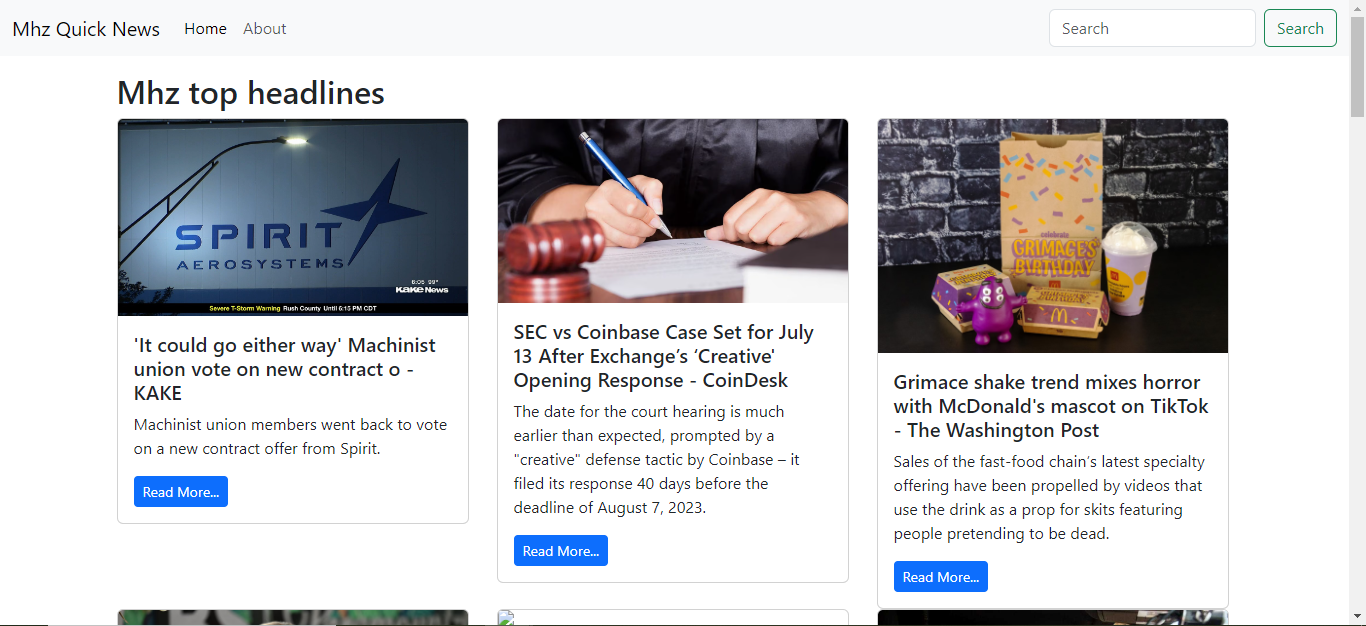 Mhz Quick News Home About Search Search
Mhz top headlines
SPIRIT
AEROSYSTEMS
6:05 99°
KAKE News
Severe T-Storm Warning Rush County Until 6:15 PM CDT
'It could go either way' Machinist
union vote on new contract o -
KAKE
Machinist union members went back to vote
on a new contract offer from Spirit.
Read More...
SEC vs Coinbase Case Set for July
13 After Exchange’s ‘Creative'
Opening Response - CoinDesk
The date for the court hearing is much
earlier than expected, prompted by a
"creative" defense tactic by Coinbase – it
filed its response 40 days before the
deadline of August 7, 2023.
Read More...
celebrate
GRIMACE'S
BIRTHDAY
Grimace shake trend mixes horror
with McDonald's mascot on TikTok
- The Washington Post
Sales of the fast-food chain’s latest specialty
offering have been propelled by videos that
use the drink as a prop for skits featuring
people pretending to be dead.
Read More...